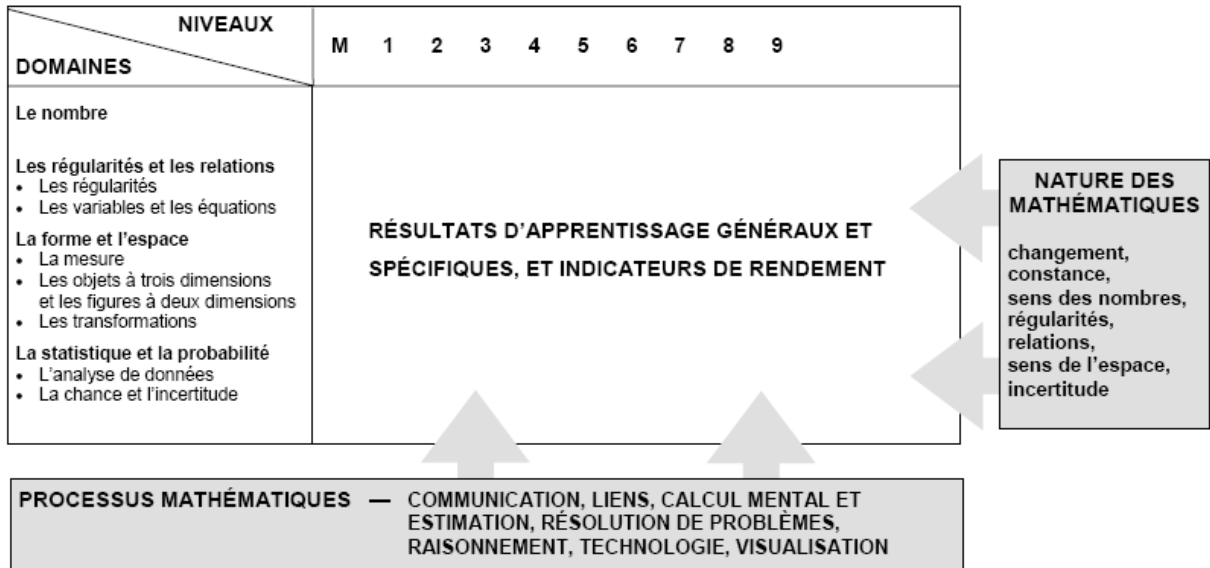 NIVEAUX
DOMAINES
M 1 2 3 4 5 6 7 8 9
Le nombre
Les régularités et les relations
• Les régularités
• Les variables et les équations
La forme et l'espace
• La mesure
• Les objets à trois dimensions
et les figures à deux dimensions
• Les transformations
La statistique et la probabilité
• L'analyse de données
• La chance et l'incertitude
RÉSULTATS D'APPRENTISSAGE GÉNÉRAUX ET
SPÉCIFIQUES, ET INDICATEURS DE RENDEMENT
NATURE DES
MATHÉMATIQUES
changement,
constance,
sens des nombres,
régularités,
relations,
sens de l'espace,
incertitude
PROCESSUS MATHÉMATIQUES — COMMUNICATION, LIENS, CALCUL MENTAL ET
ESTIMATION, RÉSOLUTION DE PROBLÈMES,
RAISONNEMENT, TECHNOLOGIE, VISUALISATION